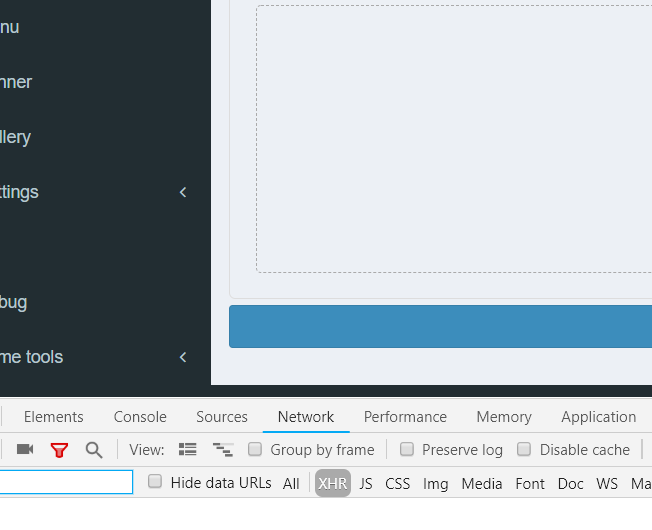 nu
nner
llery
ttings
bug
me tools
Elements Console Sources Network Performance Memory Application
View: Group by frame Preserve log Disable cache
Hide data URLs All XHR JS CSS Img Media Font Doc WS Ma